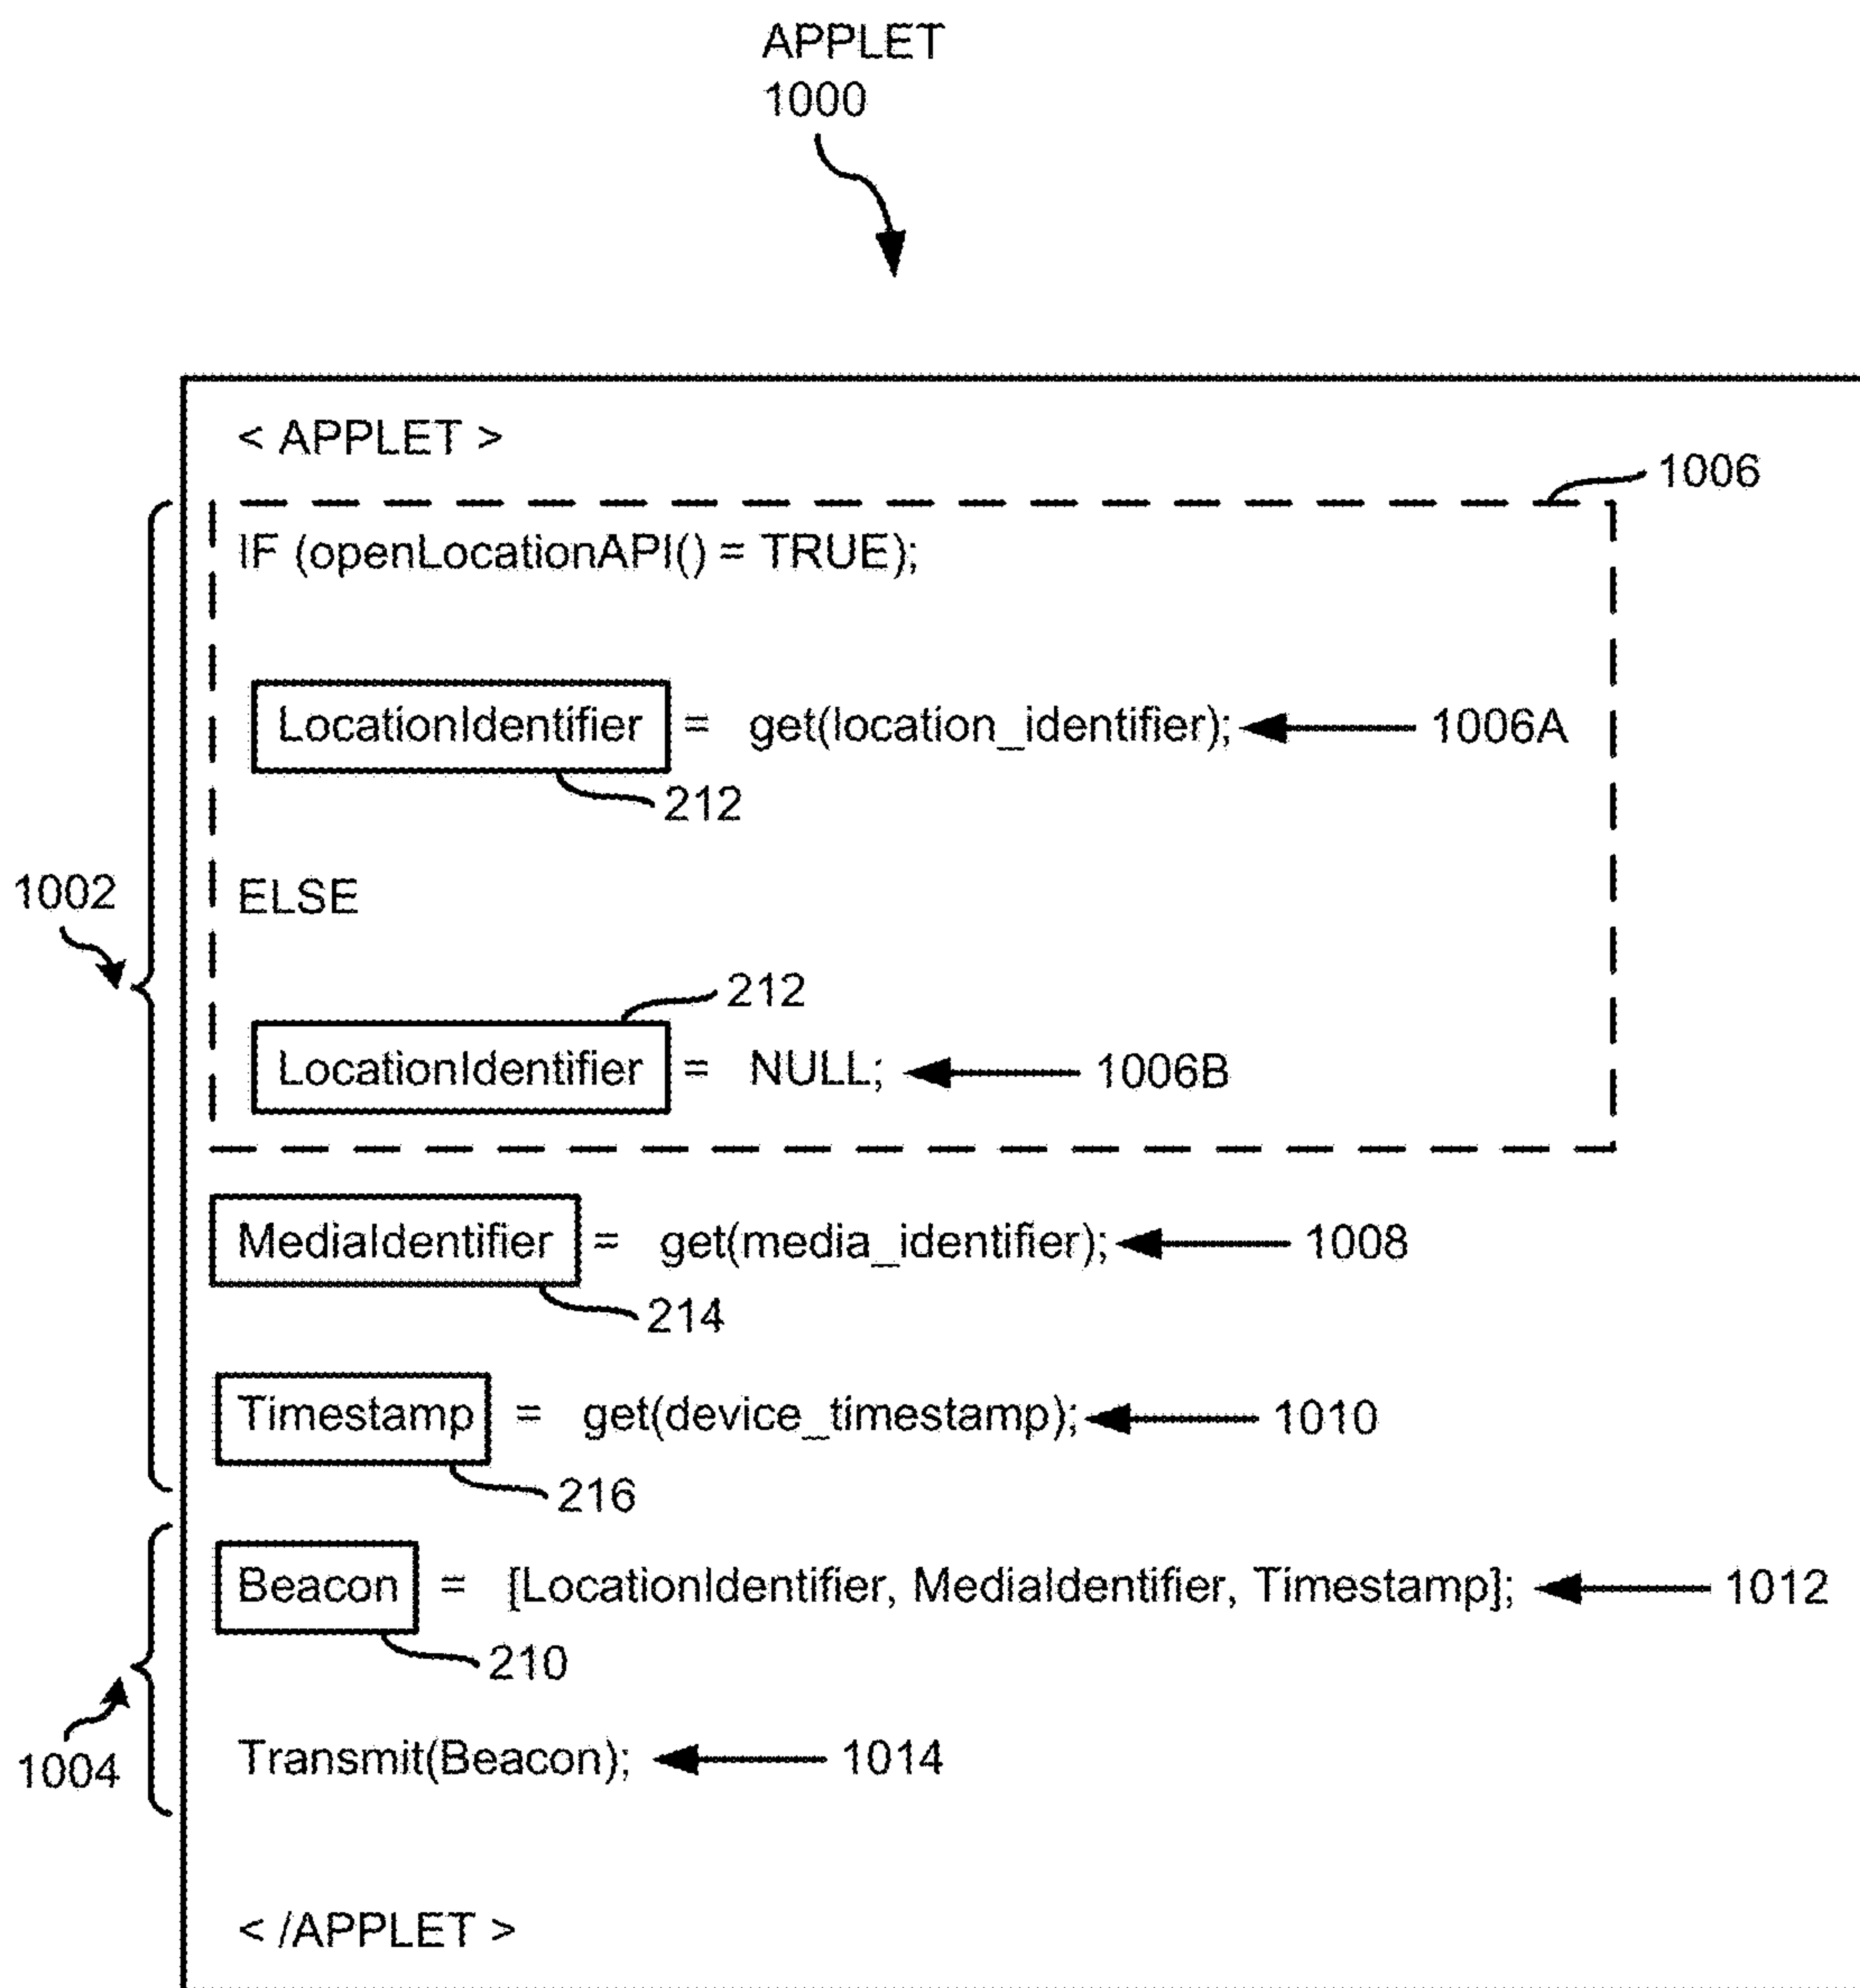 APPLET
1000
< APPLET >
1006
IF (openLocationAPI() = TRUE);
LocationIdentifier = get(location_identifier); 1006A
212
1002
ELSE
212
LocationIdentifier = NULL; 1006B
MediaIdentifier = get(media_identifier); 1008
214
Timestamp = get(device_timestamp); 1010
216
Beacon = [LocationIdentifier, MediaIdentifier, Timestamp]; 1012
210
1004
Transmit(Beacon); 1014
< /APPLET >